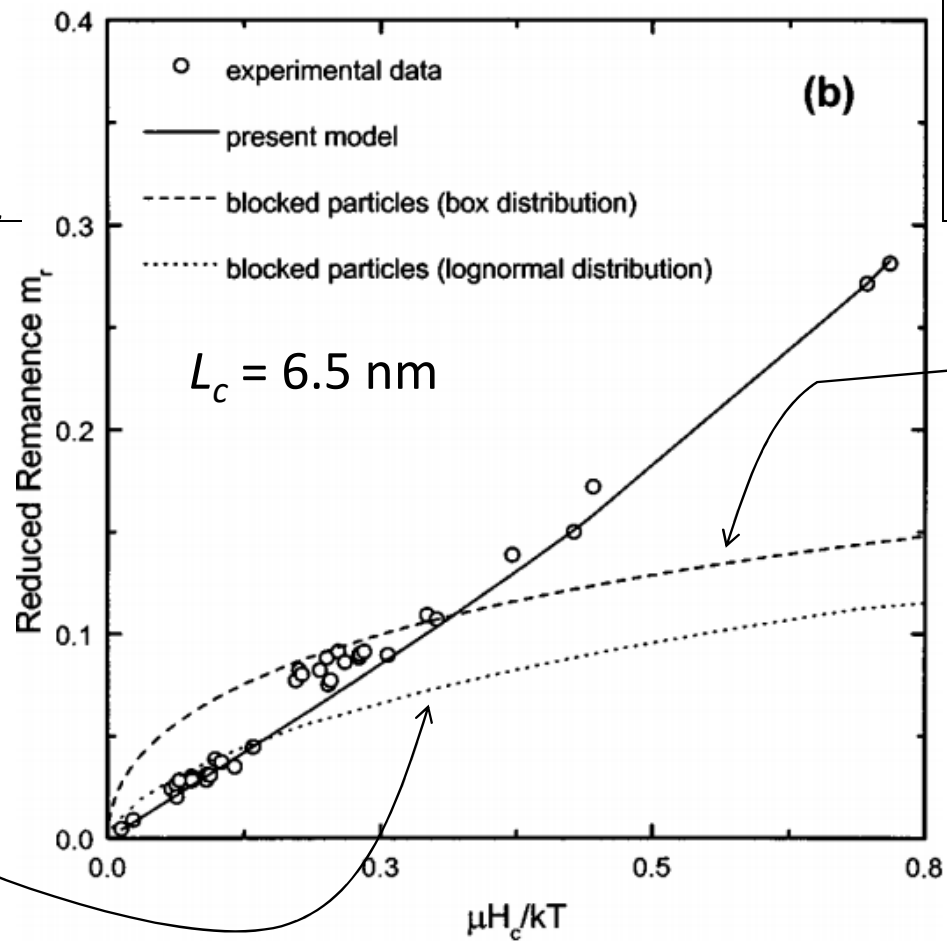 0.4
experimental data
(b)
present model
blocked particles (box distribution)
0.3
blocked particles (lognormal distribution)
L_c = 6.5 nm
0.2
Reduced Remanence m_r
0.1
0.0
0.0 0.3 0.5 0.8
μH_c/kT